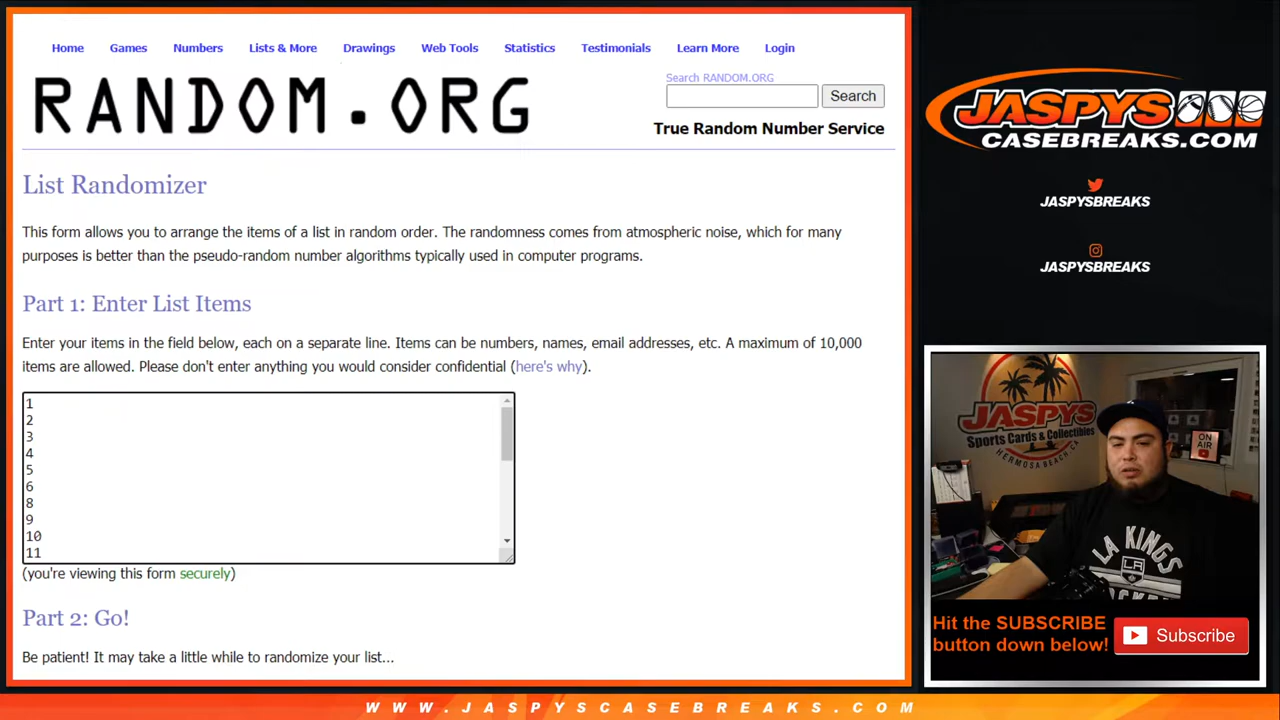 Home Games Numbers Lists & More Drawings Web Tools Statistics Testimonials Learn More Login
RANDOM.ORG
Search RANDOM.ORG
Search
True Random Number Service
List Randomizer
This form allows you to arrange the items of a list in random order. The randomness comes from atmospheric noise, which for many
purposes is better than the pseudo-random number algorithms typically used in computer programs.
Part 1: Enter List Items
Enter your items in the field below, each on a separate line. Items can be numbers, names, email addresses, etc. A maximum of 10,000
items are allowed. Please don't enter anything you would consider confidential (here's why).
1
2
3
4
5
6
8
9
10
11
(you're viewing this form securely)
Part 2: Go!
Be patient! It may take a little while to randomize your list...
JASPYS
CASEBREAKS.COM
JASPYSBREAKS
JASPYSBREAKS
JASPYS
Sports Cards & Collectibles
HERMOSA BEACH, CA
ON
AIR
LA KINGS
LA
HOCKEY
Hit the SUBSCRIBE
button down below!
Subscribe
WWW.JASPYSCASEBREAKS.COM